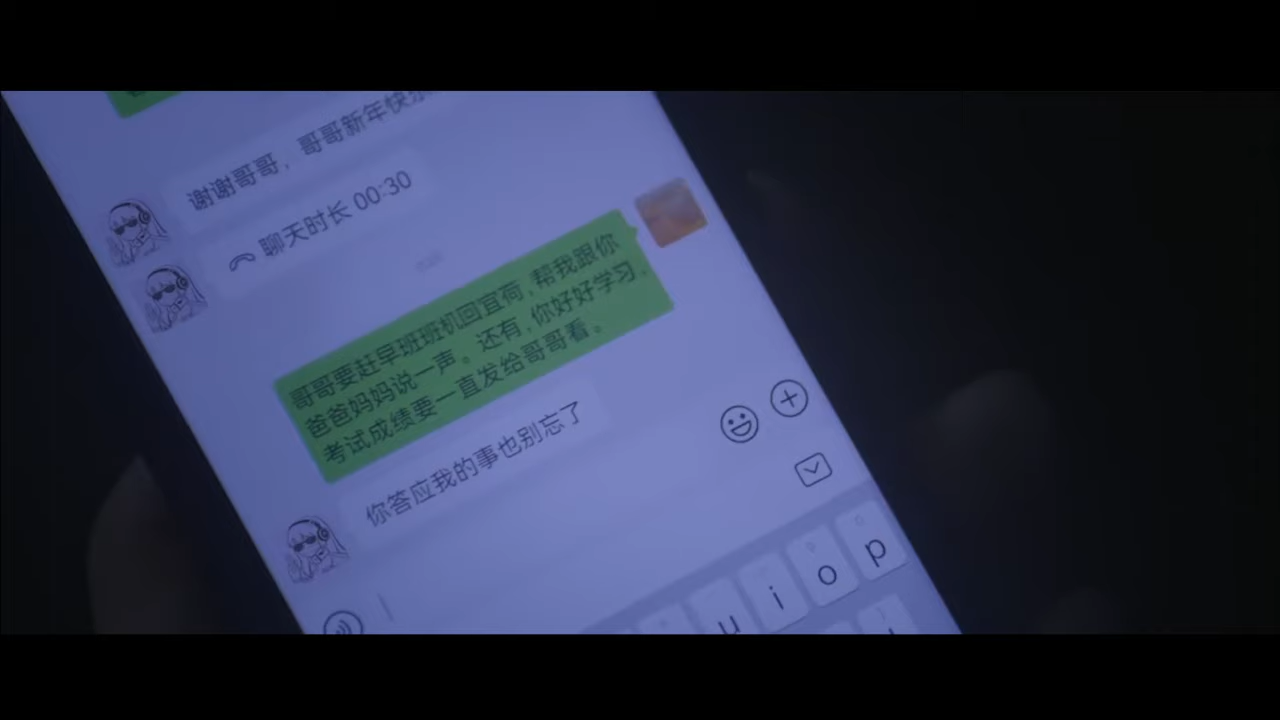 谢谢哥哥，哥哥新年快乐
聊天时长 00:30
哥哥要赶早班班机回宜荷,帮我跟你
爸爸妈妈说一声。还有,你好好学习,
考试成绩要一直发给哥哥看。
你答应我的事也别忘了
u i o p